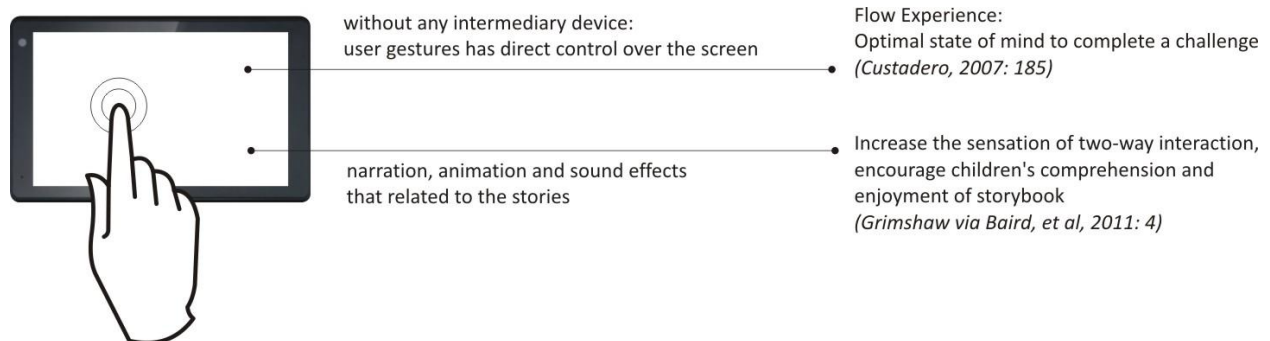 without any intermediary device:
user gestures has direct control over the screen
Flow Experience:
Optimal state of mind to complete a challenge
(Custadero, 2007: 185)
narration, animation and sound effects
that related to the stories
Increase the sensation of two-way interaction,
encourage children's comprehension and
enjoyment of storybook
(Grimshaw via Baird, et al, 2011: 4)